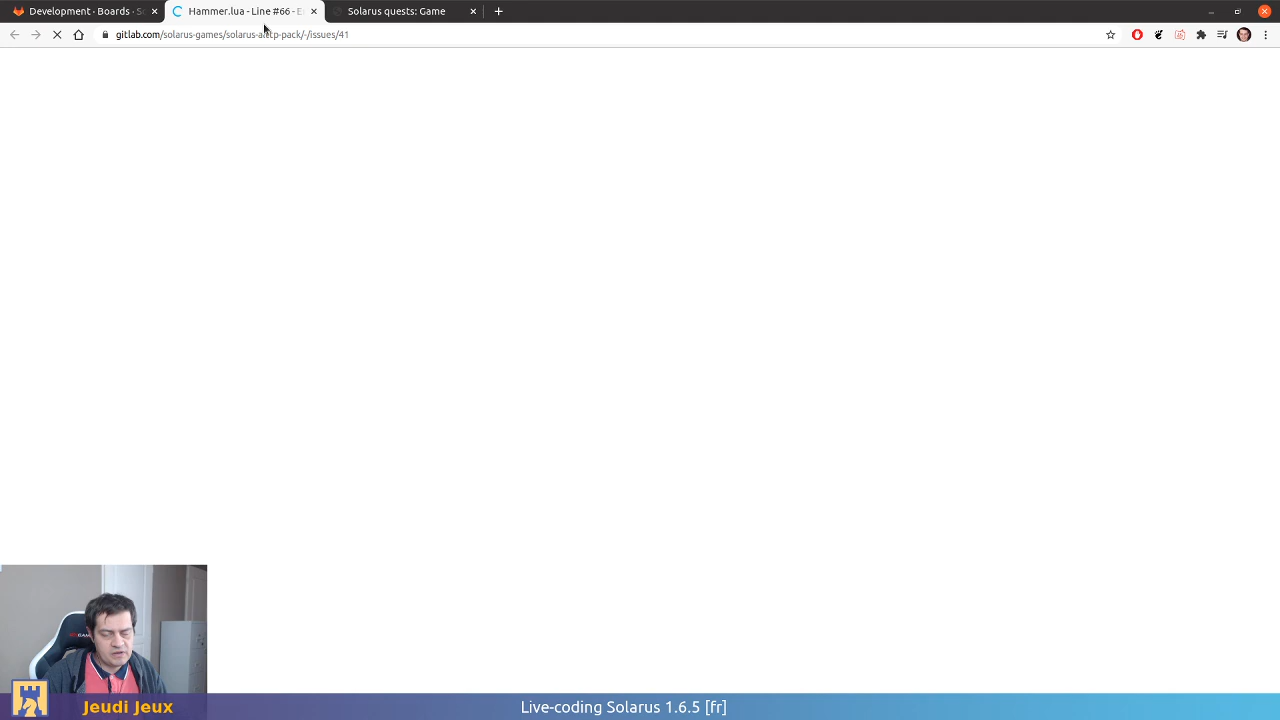 Development · Boards · S
Hammer.lua - Line #66 - E
Solarus quests: Game
gitlab.com/solarus-games/solarus-alttp-pack/-/issues/41
Jeudi Jeux
Live-coding Solarus 1.6.5 [fr]